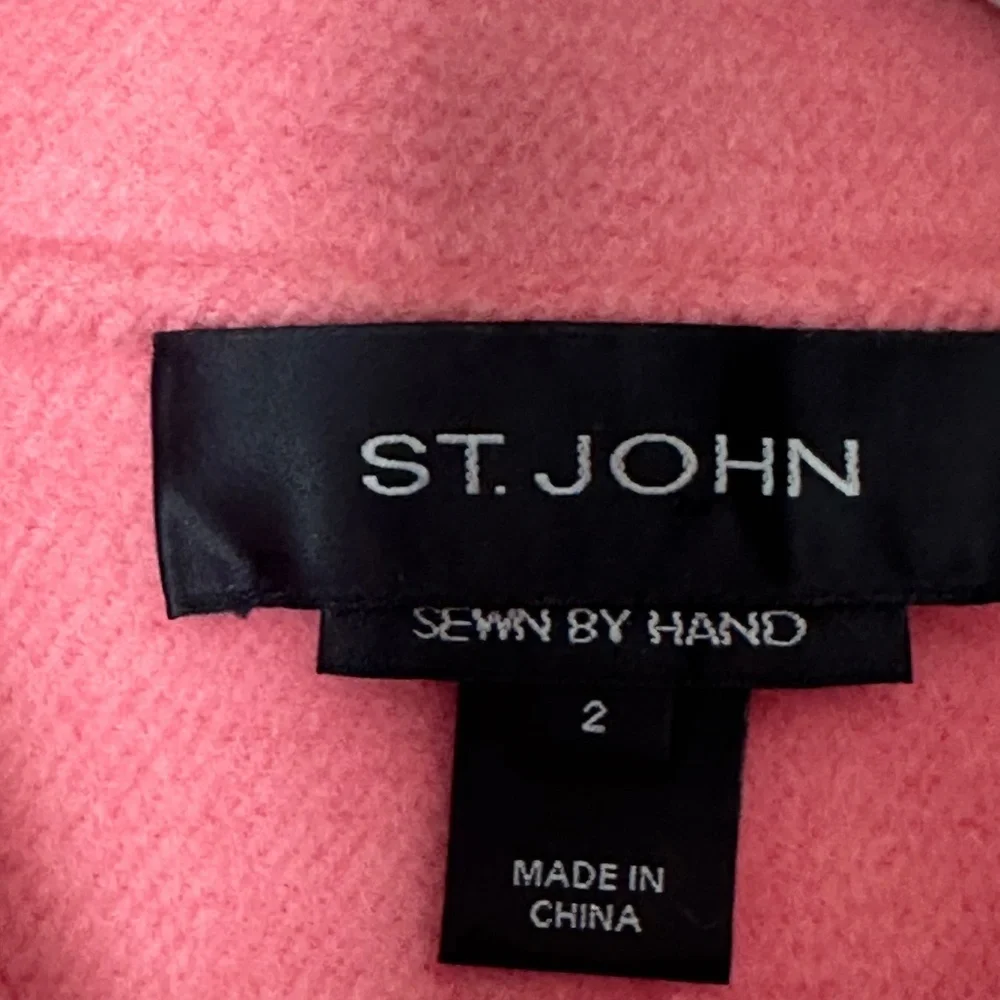 ST. JOHN
SEWN BY HAND
2
MADE IN
CHINA